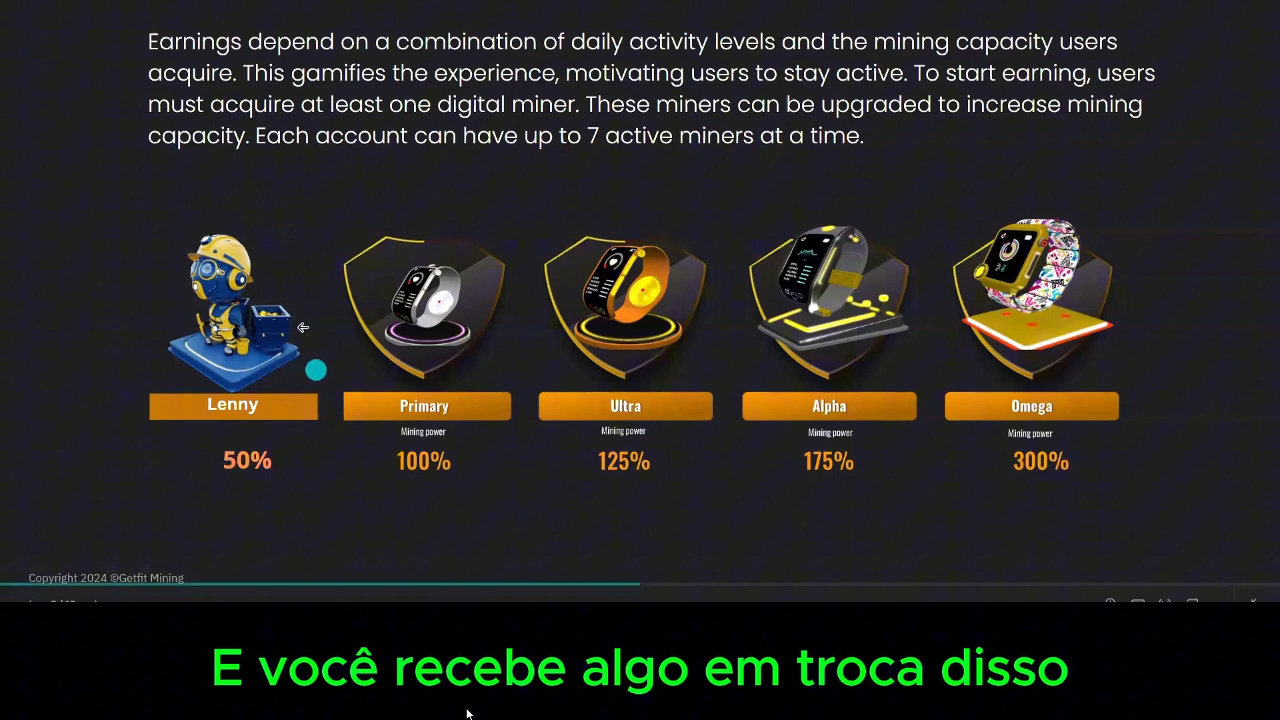 Earnings depend on a combination of daily activity levels and the mining capacity users
acquire. This gamifies the experience, motivating users to stay active. To start earning, users
must acquire at least one digital miner. These miners can be upgraded to increase mining
capacity. Each account can have up to 7 active miners at a time.
Lenny Primary Ultra Alpha Omega
Mining power Mining power Mining power Mining power
50% 100% 125% 175% 300%
Copyright 2024 ©Getfit Mining
E você recebe algo em troca disso